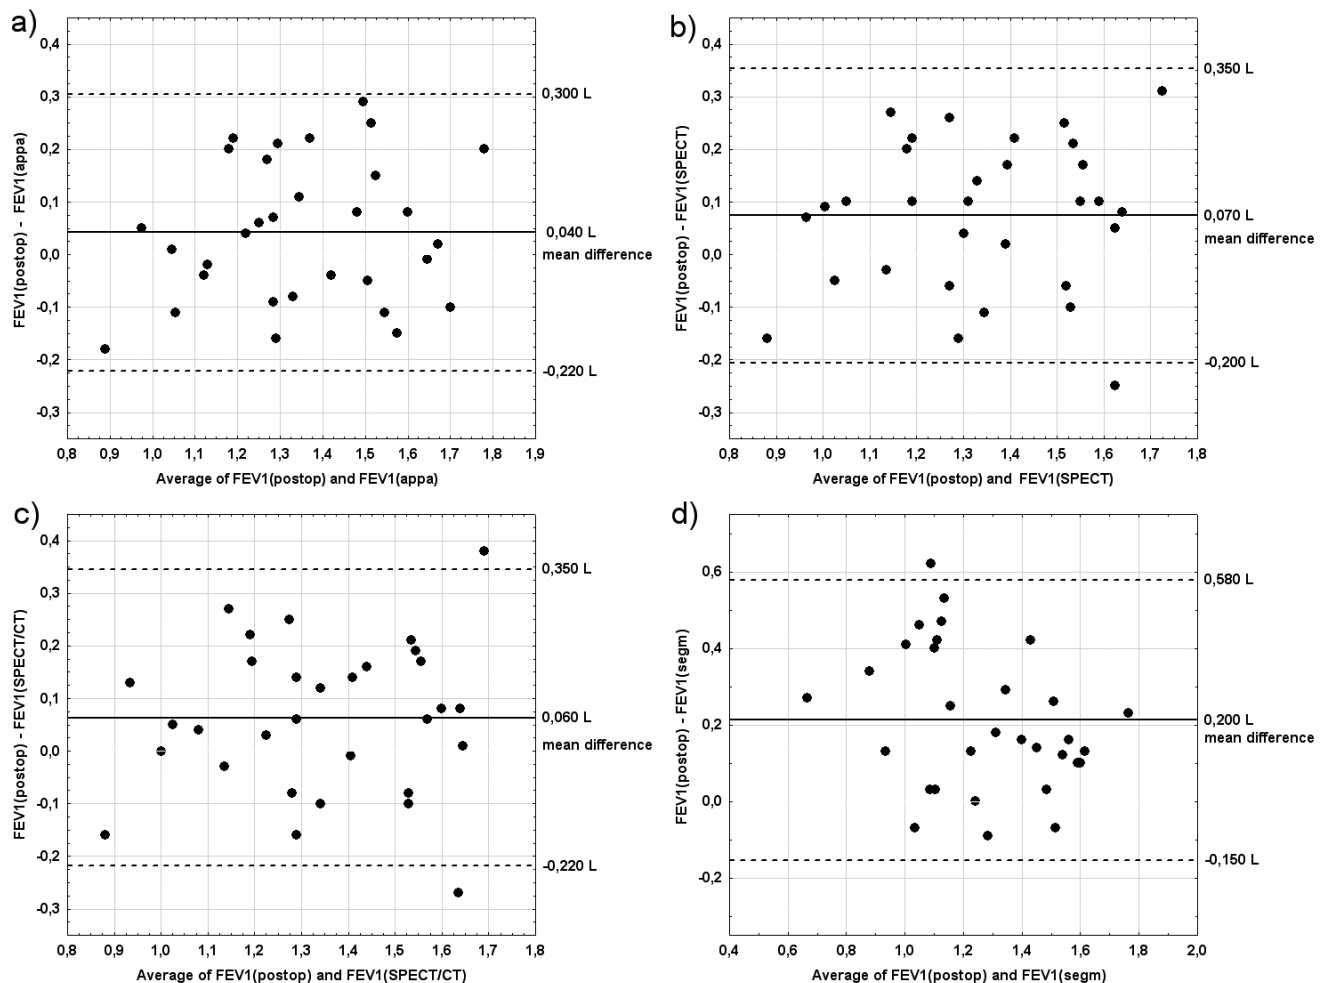 a)
FEV1(postop) - FEV1(appa)
0,4
0,3
0,2
0,1
0,0
-0,1
-0,2
-0,3
0,300 L
0,040 L
mean difference
-0,220 L
0,8 0,9 1,0 1,1 1,2 1,3 1,4 1,5 1,6 1,7 1,8 1,9
Average of FEV1(postop) and FEV1(appa)
b)
FEV1(postop) - FEV1(SPECT)
0,4
0,3
0,2
0,1
0,0
-0,1
-0,2
-0,3
0,350 L
0,070 L
mean difference
-0,200 L
0,8 0,9 1,0 1,1 1,2 1,3 1,4 1,5 1,6 1,7 1,8
Average of FEV1(postop) and FEV1(SPECT)
c)
FEV1(postop) - FEV1(SPECT/CT)
0,4
0,3
0,2
0,1
0,0
-0,1
-0,2
-0,3
0,350 L
0,060 L
mean difference
-0,220 L
0,8 0,9 1,0 1,1 1,2 1,3 1,4 1,5 1,6 1,7 1,8
Average of FEV1(postop) and FEV1(SPECT/CT)
d)
FEV1(postop) - FEV1(segm)
0,6
0,4
0,2
0,0
-0,2
0,580 L
0,200 L
mean difference
-0,150 L
0,4 0,6 0,8 1,0 1,2 1,4 1,6 1,8 2,0
Average of FEV1(postop) and FEV1(segm)